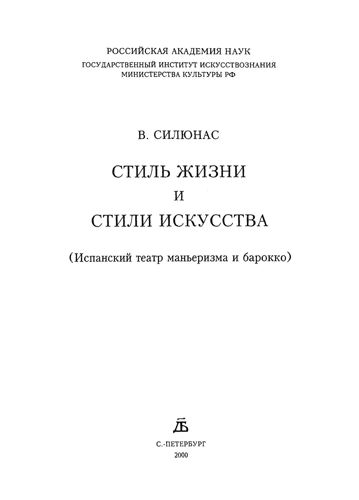 РОССИЙСКАЯ АКАДЕМИЯ НАУК
ГОСУДАРСТВЕННЫЙ ИНСТИТУТ ИСКУССТВОЗНАНИЯ
МИНИСТЕРСТВА КУЛЬТУРЫ РФ
В. СИЛЮНАС
СТИЛЬ ЖИЗНИ
И
СТИЛИ ИСКУССТВА
(Испанский театр маньеризма и барокко)
С.-ПЕТЕРБУРГ
2000